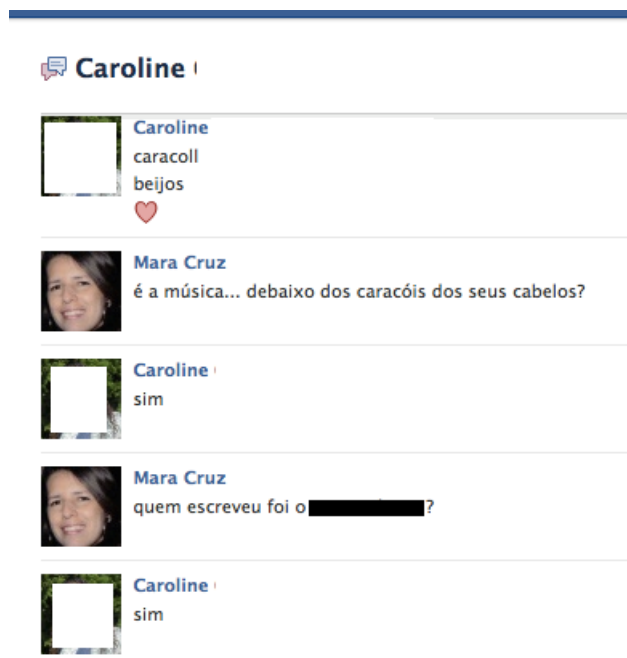 Caroline
Caroline
caracoll
beijos
Mara Cruz
é a música... debaixo dos caracóis dos seus cabelos?
Caroline
sim
Mara Cruz
quem escreveu foi o ?
Caroline
sim